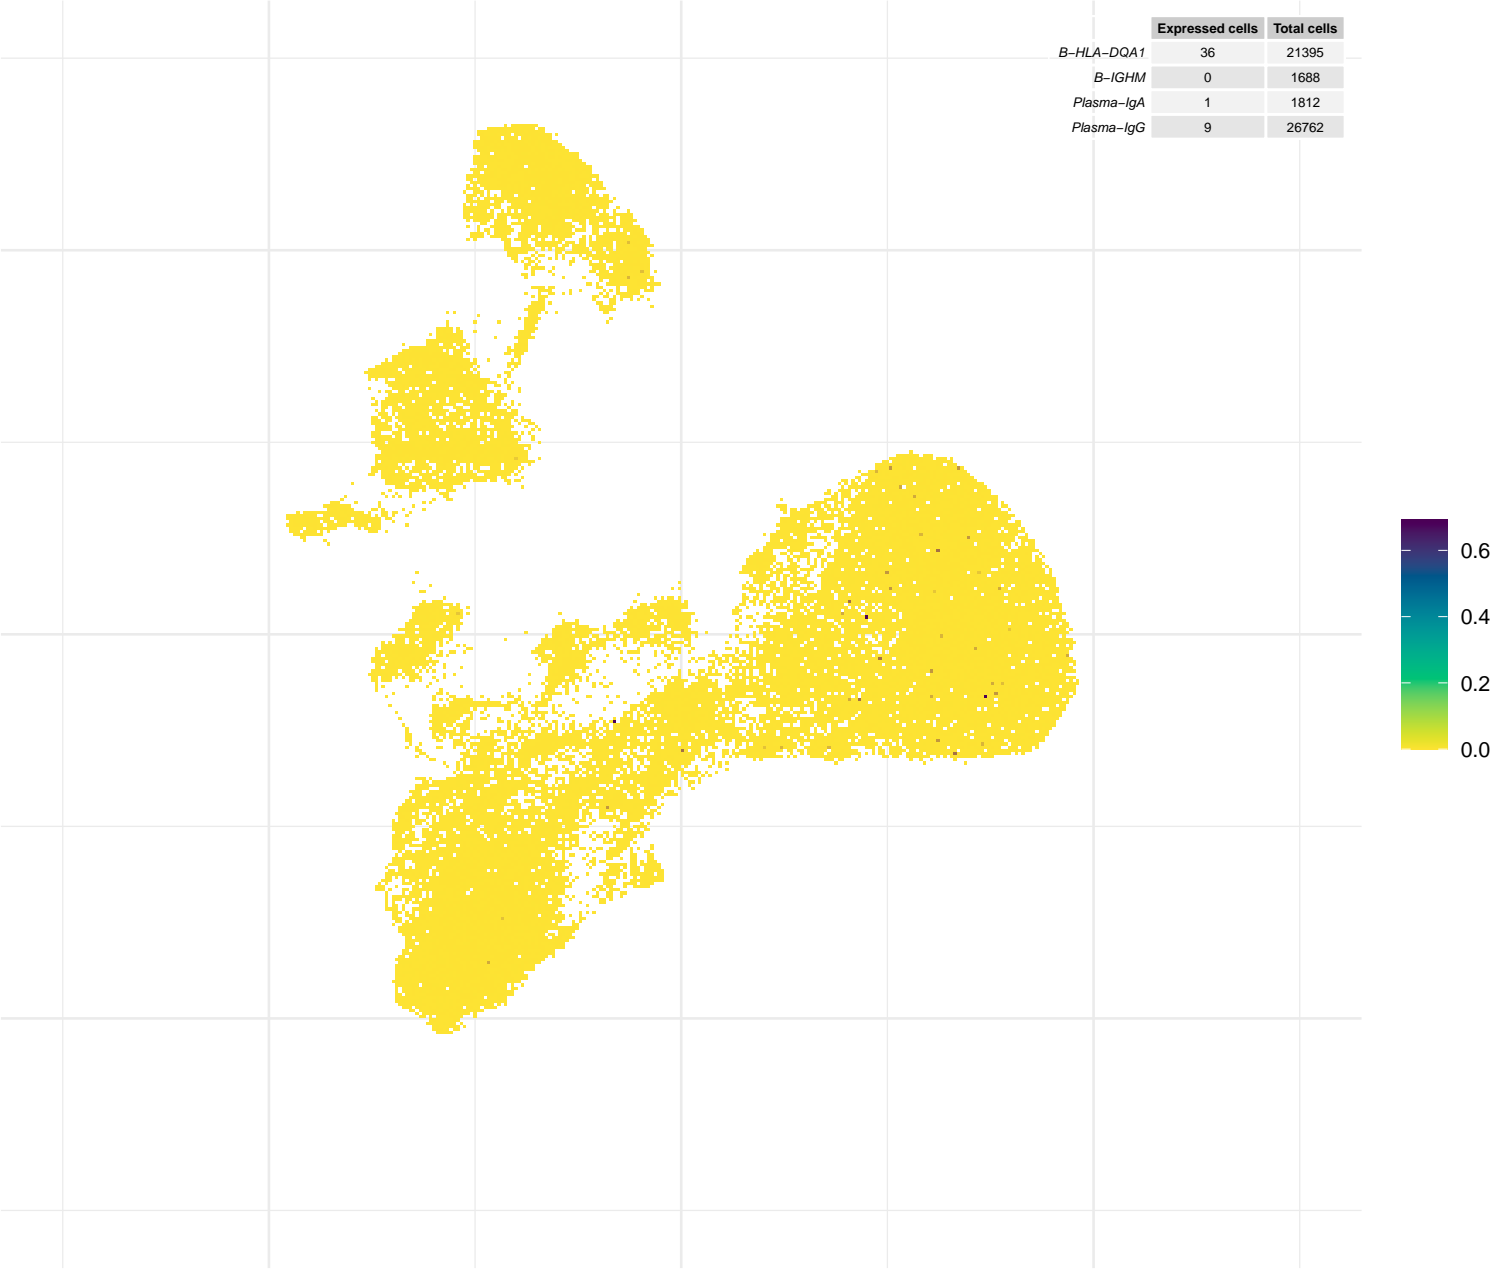 Expressed cells Total cells
B−HLA−DQA1 36 21395
B−IGHM 0 1688
Plasma−IgA 1 1812
Plasma−IgG 9 26762
0.6
0.4
0.2
0.0